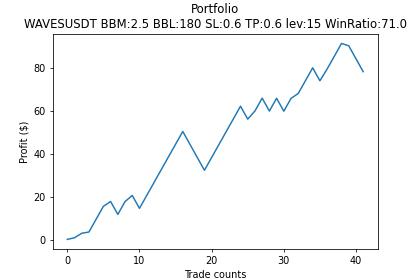 Portfolio
WAVESUSDT BBM:2.5 BBL:180 SL:0.6 TP:0.6 lev:15 WinRatio:71.0
Profit ($)
80
60
40
20
0
0 10 20 30 40
Trade counts